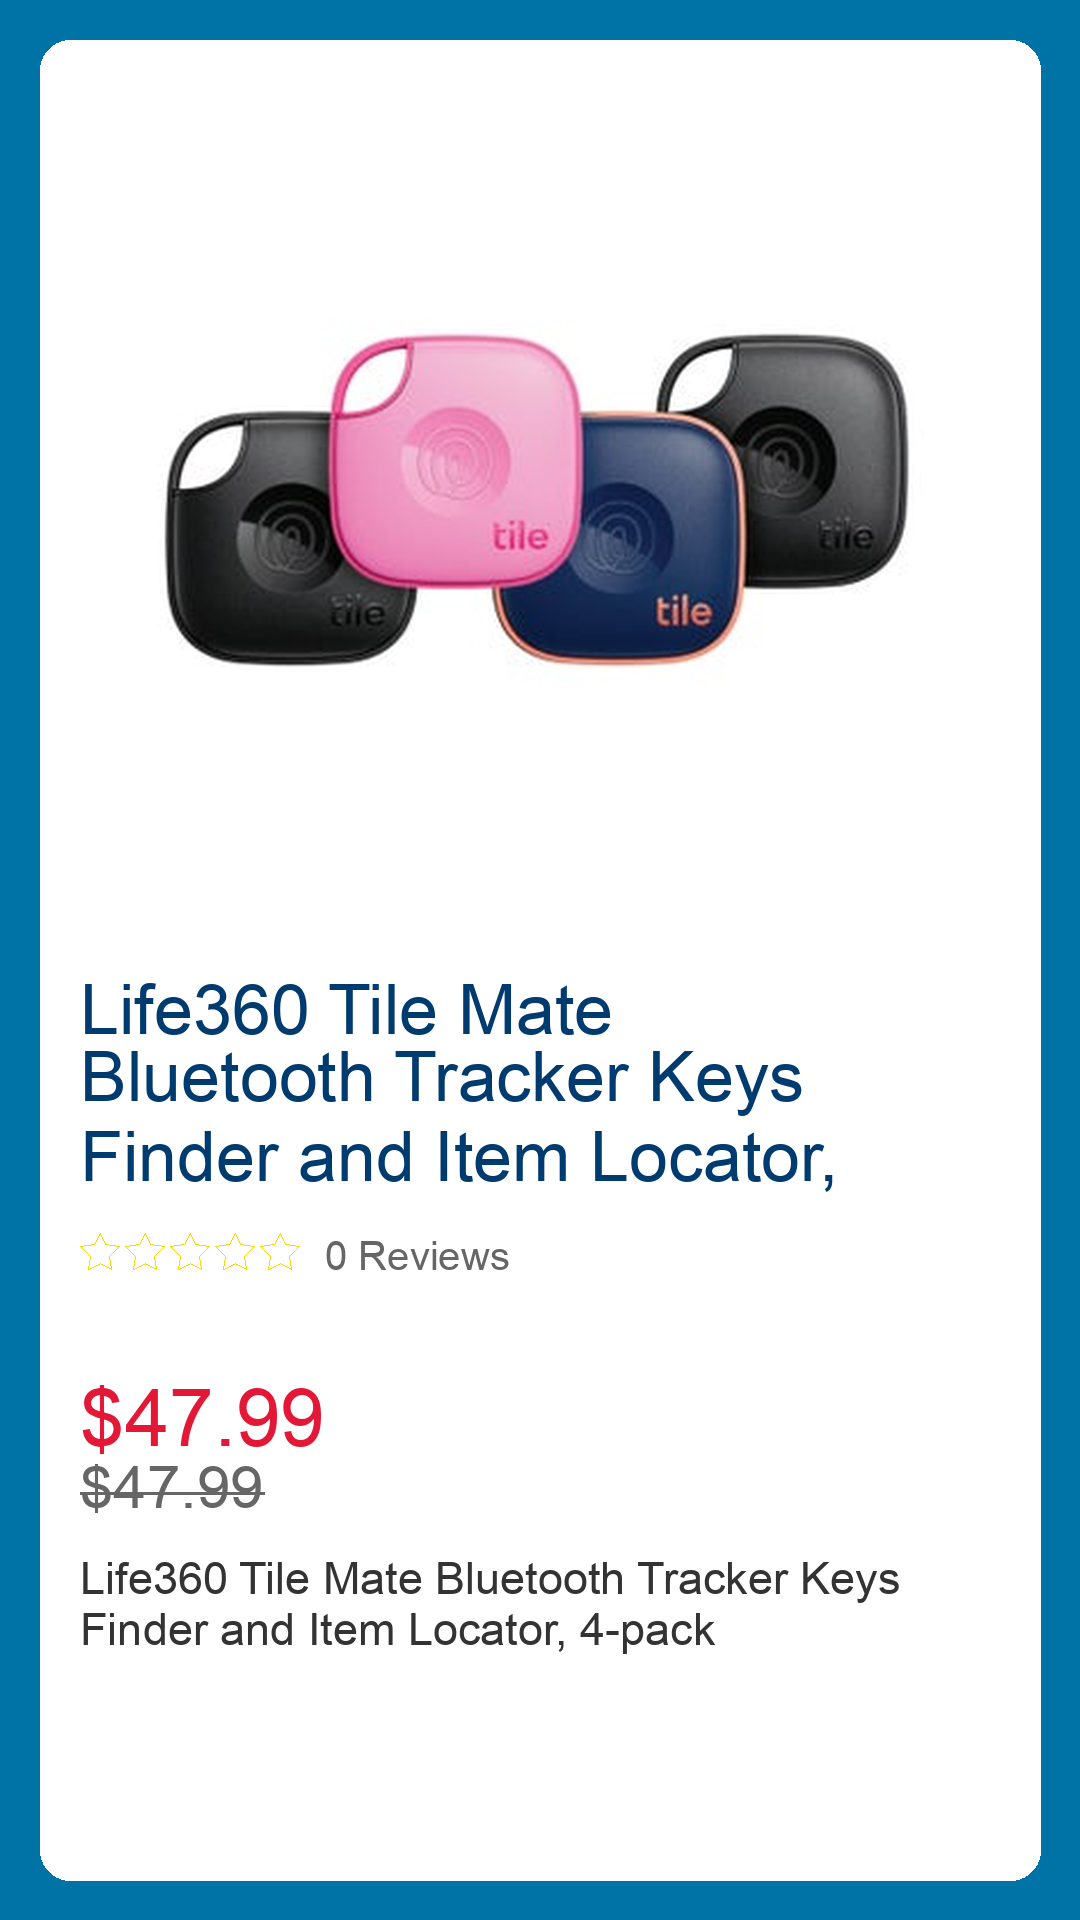 tile
tile
tile
tile
Life360 Tile Mate
Bluetooth Tracker Keys
Finder and Item Locator,
0 Reviews
$47.99
$47.99
Life360 Tile Mate Bluetooth Tracker Keys
Finder and Item Locator, 4-pack